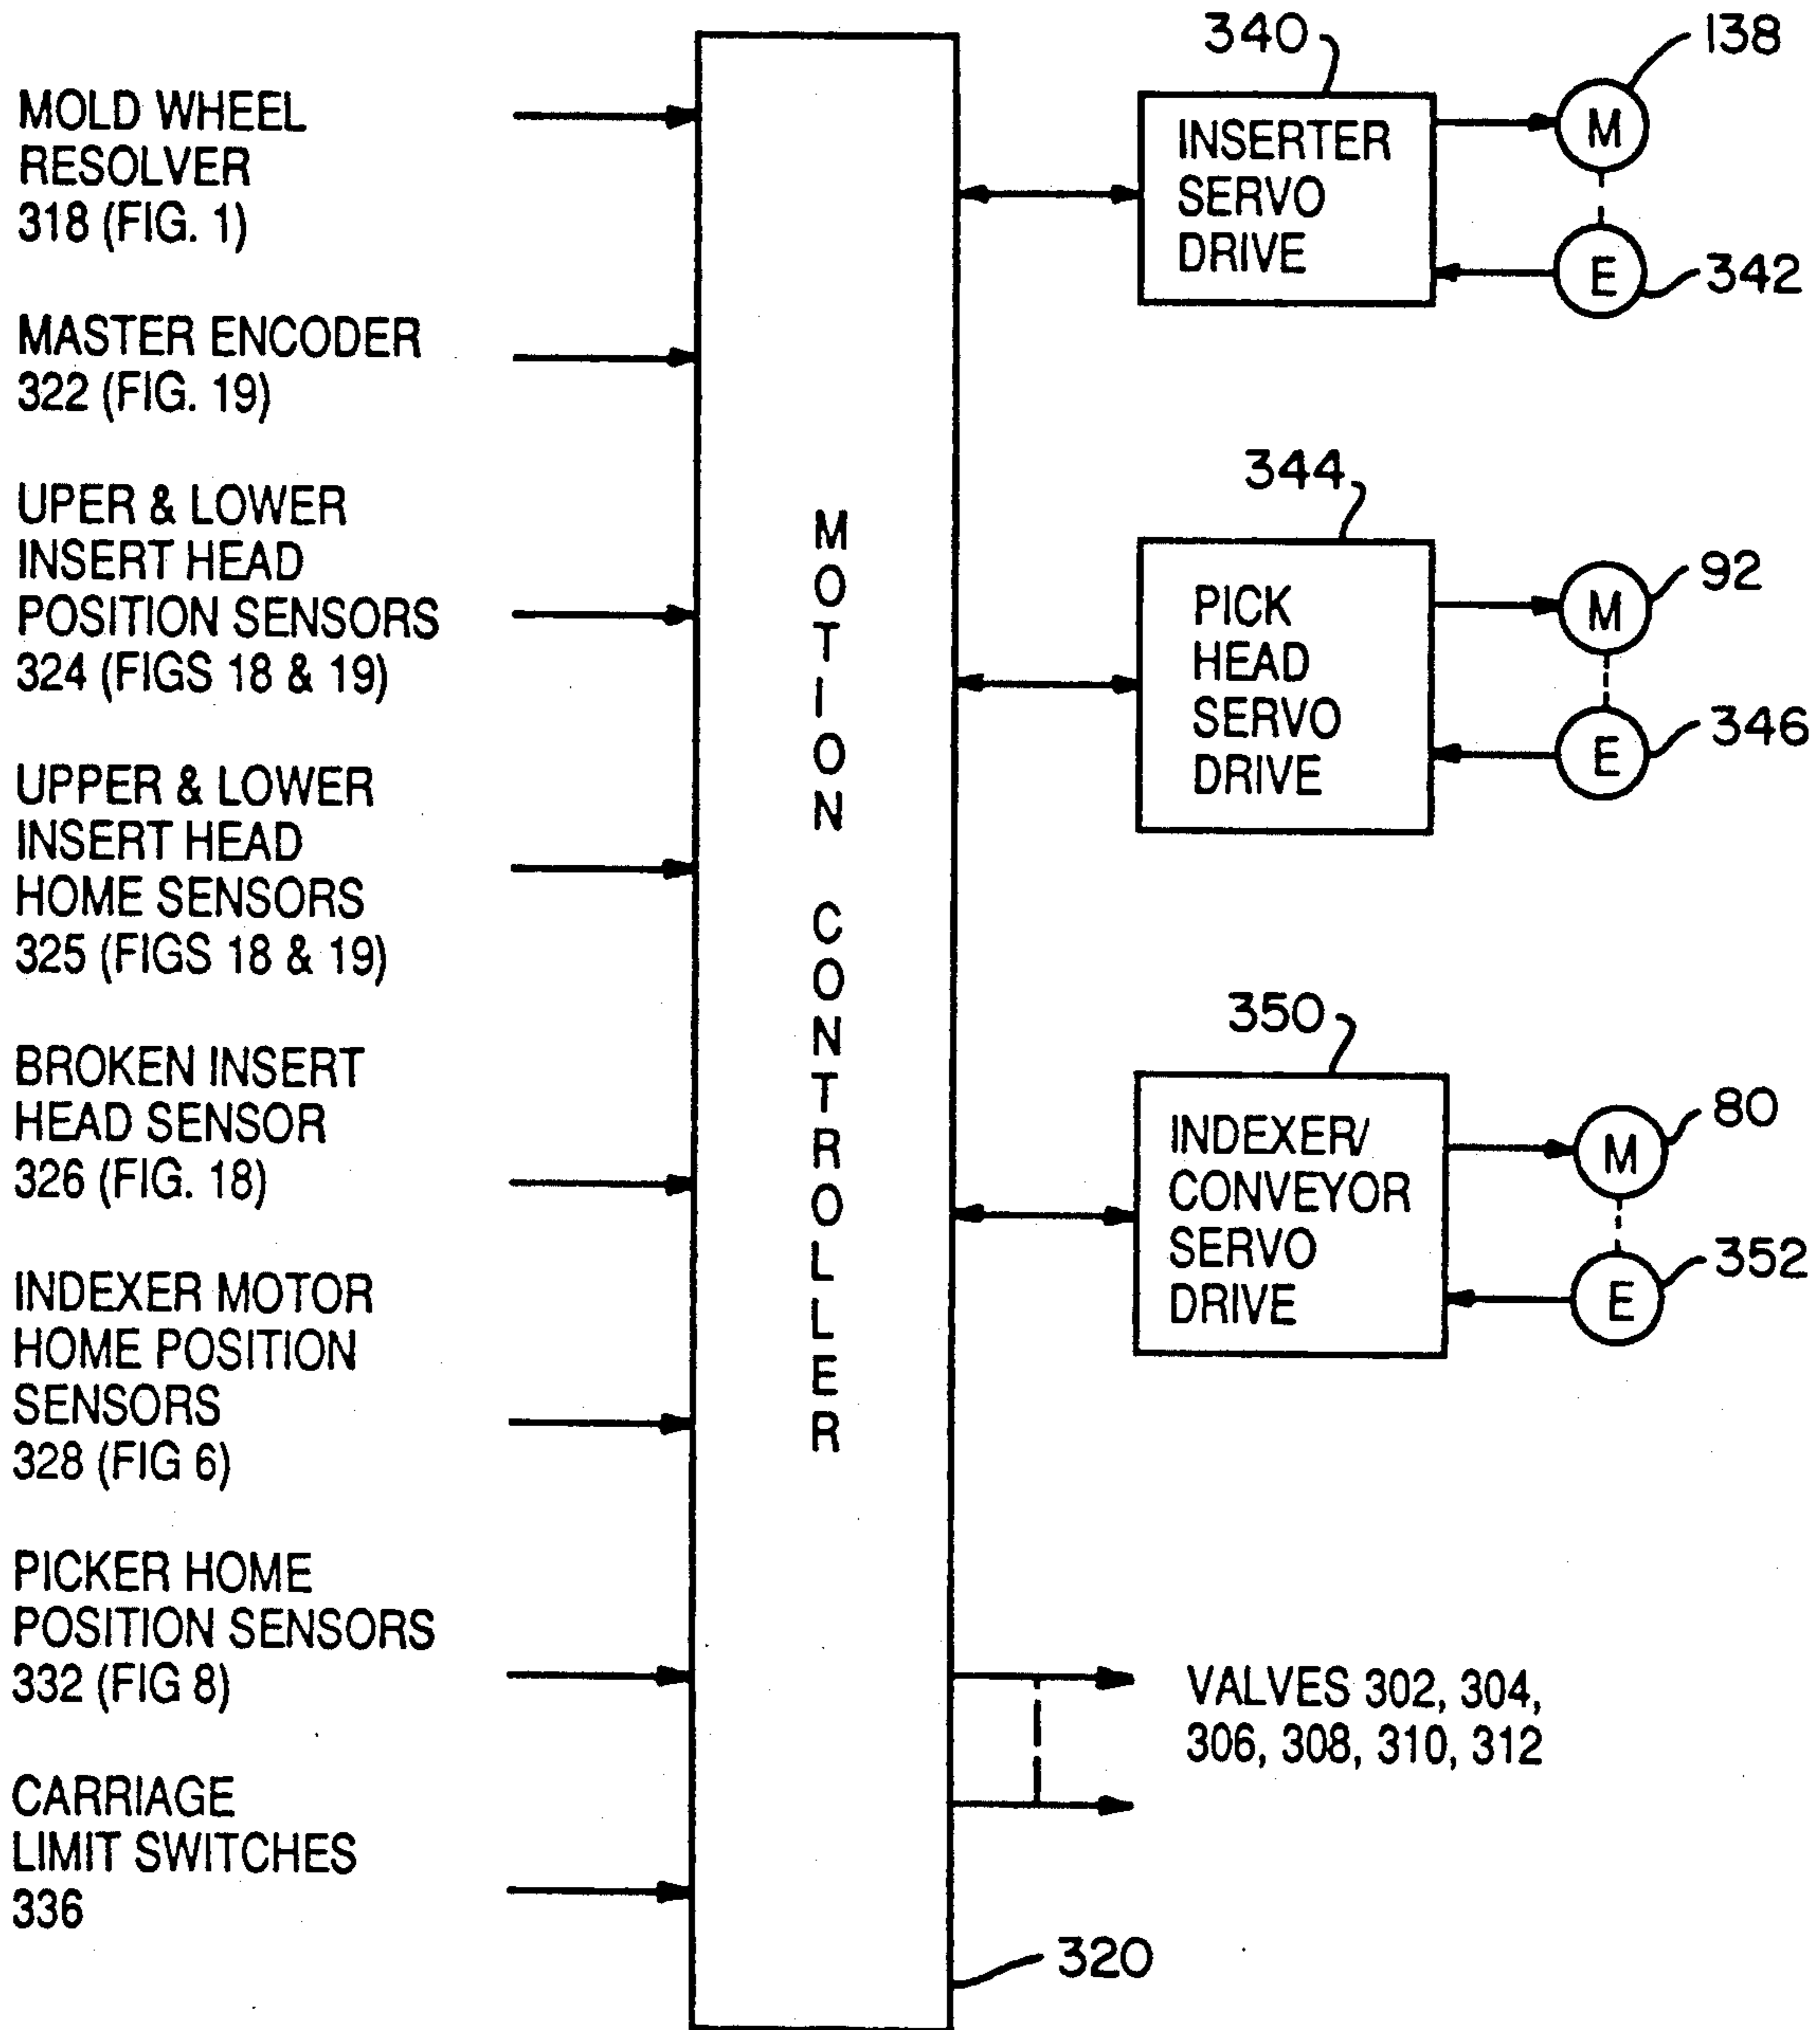 MOLD WHEEL
RESOLVER
318 (FIG. 1)
MASTER ENCODER
322 (FIG. 19)
UPER & LOWER
INSERT HEAD
POSITION SENSORS
324 (FIGS 18 & 19)
UPPER & LOWER
INSERT HEAD
HOME SENSORS
325 (FIGS 18 & 19)
BROKEN INSERT
HEAD SENSOR
326 (FIG. 18)
INDEXER MOTOR
HOME POSITION
SENSORS
328 (FIG 6)
PICKER HOME
POSITION SENSORS
332 (FIG 8)
CARRIAGE
LIMIT SWITCHES
336
MOTION CONTROLLER
320
340
INSERTER
SERVO
DRIVE
M
138
E
342
344
PICK
HEAD
SERVO
DRIVE
M
92
E
346
350
INDEXER/
CONVEYOR
SERVO
DRIVE
M
80
E
352
VALVES 302, 304,
306, 308, 310, 312